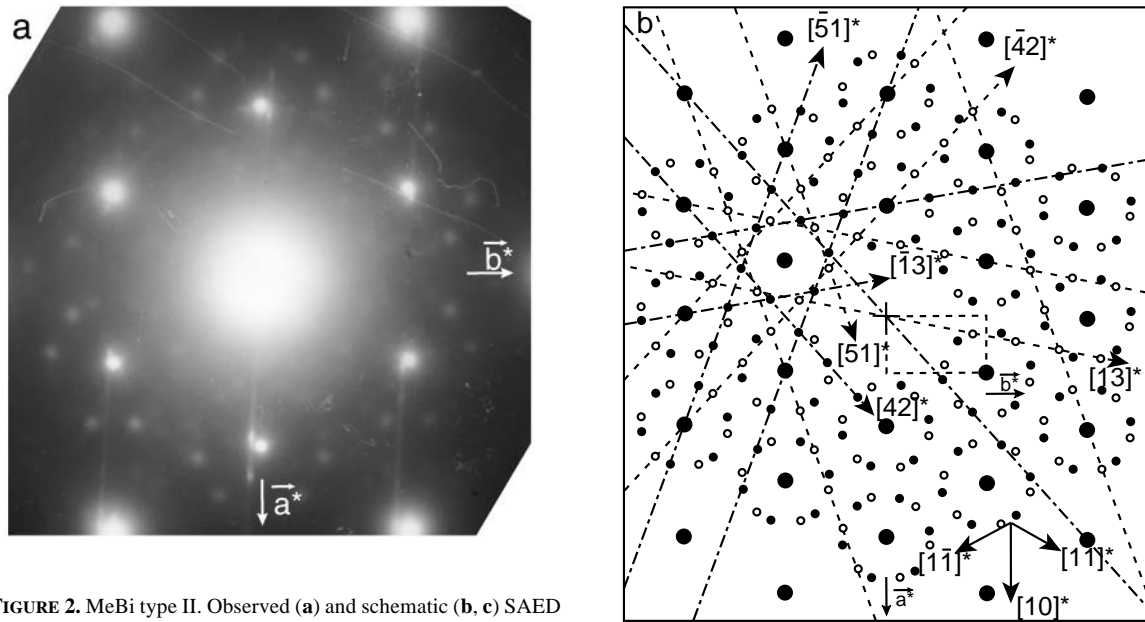 a
b*
a*
FIGURE 2. MeBi type II. Observed (a) and schematic (b, c) SAED
b
[5̄1]*
[4̄2]*
[1̄3]*
[51]*
[13]*
b*
[42]*
[11̄]*
[11]*
a*
[10]*